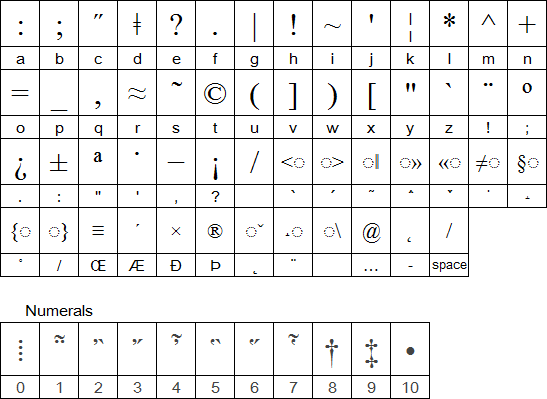 : ; ˝ ǂ ? . | ! ~ ' ¦ * ^ +
a b c d e f g h i j k l m n
= _ , ≈ ˜ © ( ] ) [ " ` ¨ º
o p q r s t u v w x y z ! ;
¿ ± ª ˙ – ¡ / <◌ ◌> ◌| ◌» «◌ ≠◌ §◌
. : " ' , ? ` ´ ˜ ˆ ˇ ˙
{◌ ◌} ≡ ´ × ® ◌ˇ ◌\ @ ˛ /
˚ / Œ Æ Đ Þ ˛ ¨ ... - space
Numerals
† ‡ •
0 1 2 3 4 5 6 7 8 9 10